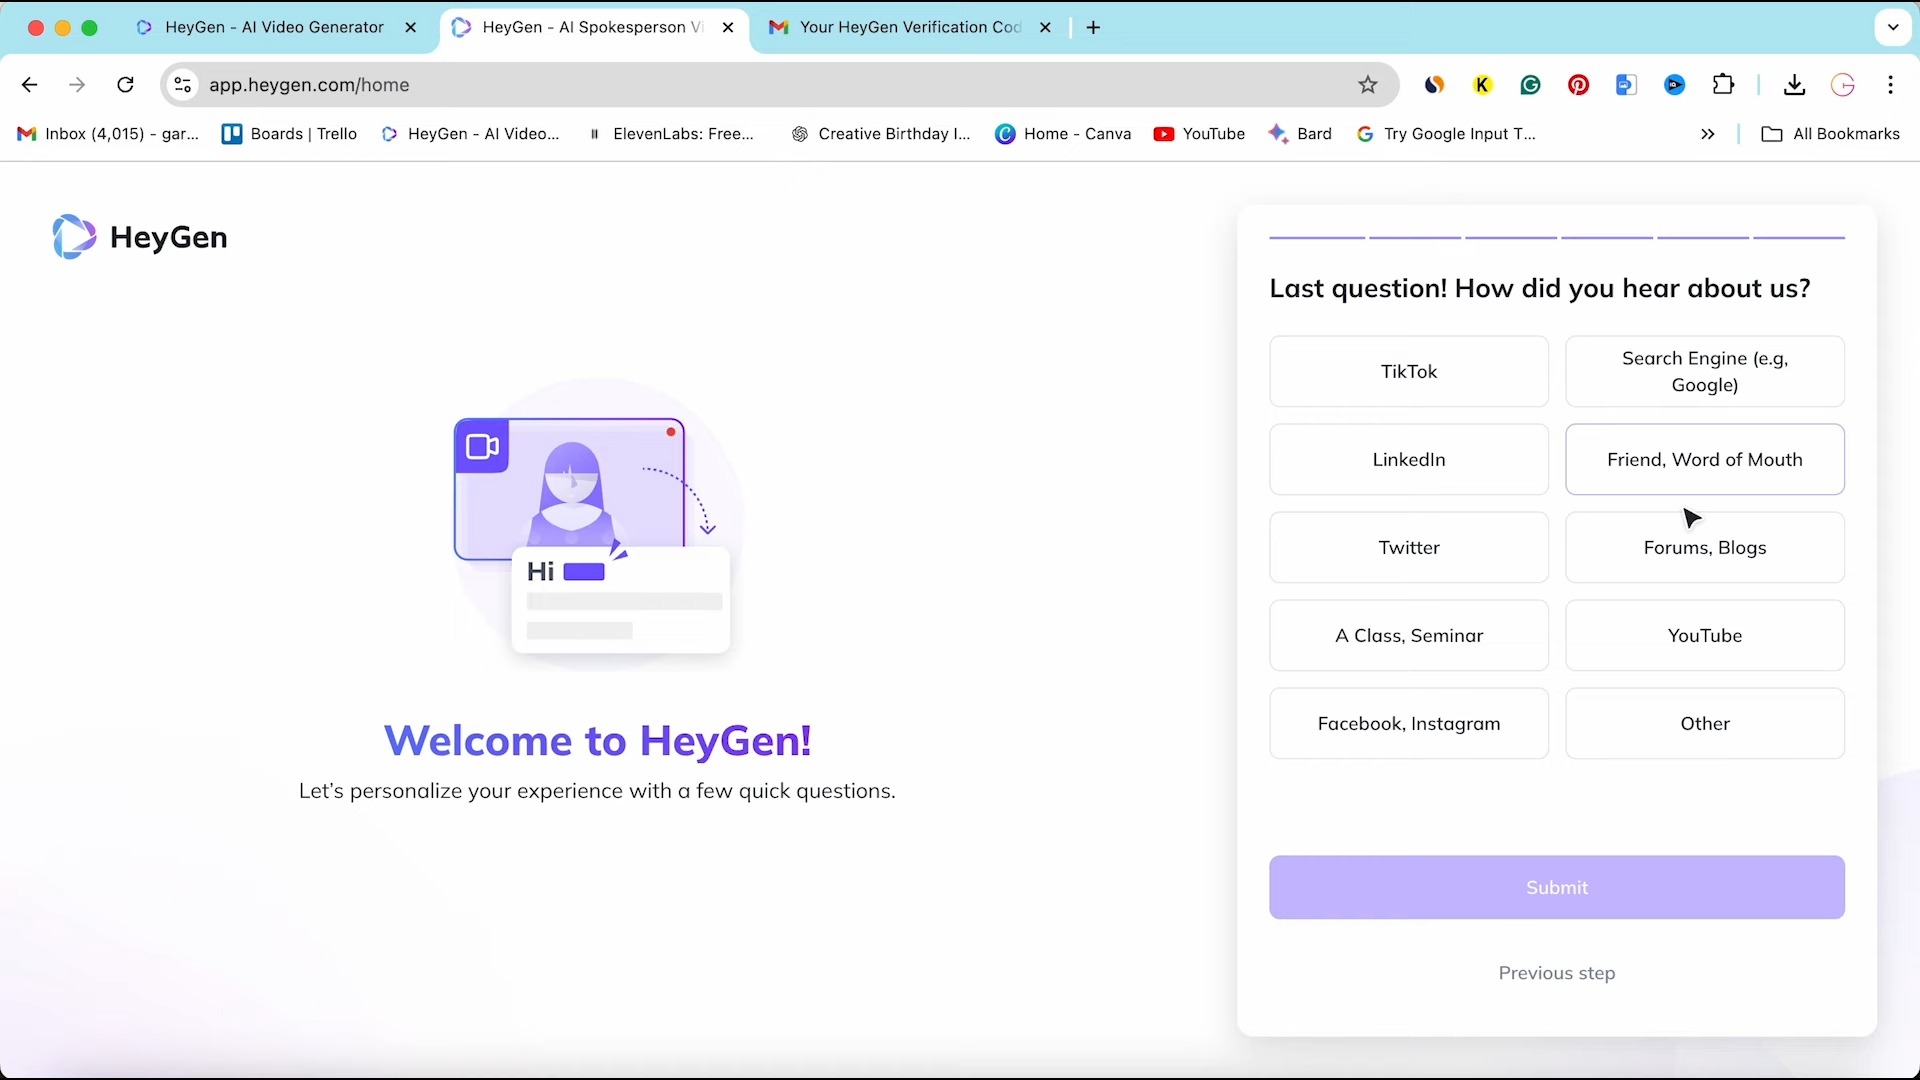 HeyGen - AI Video Generator
HeyGen - AI Spokesperson Vi
Your HeyGen Verification Cod
app.heygen.com/home
Inbox (4,015) - gar...
Boards | Trello
HeyGen - AI Video...
ElevenLabs: Free...
Creative Birthday I...
Home - Canva
YouTube
Bard
Try Google Input T...
All Bookmarks
HeyGen
Hi
Welcome to HeyGen!
Let's personalize your experience with a few quick questions.
Last question! How did you hear about us?
TikTok
Search Engine (e.g,
Google)
LinkedIn
Friend, Word of Mouth
Twitter
Forums, Blogs
A Class, Seminar
YouTube
Facebook, Instagram
Other
Submit
Previous step